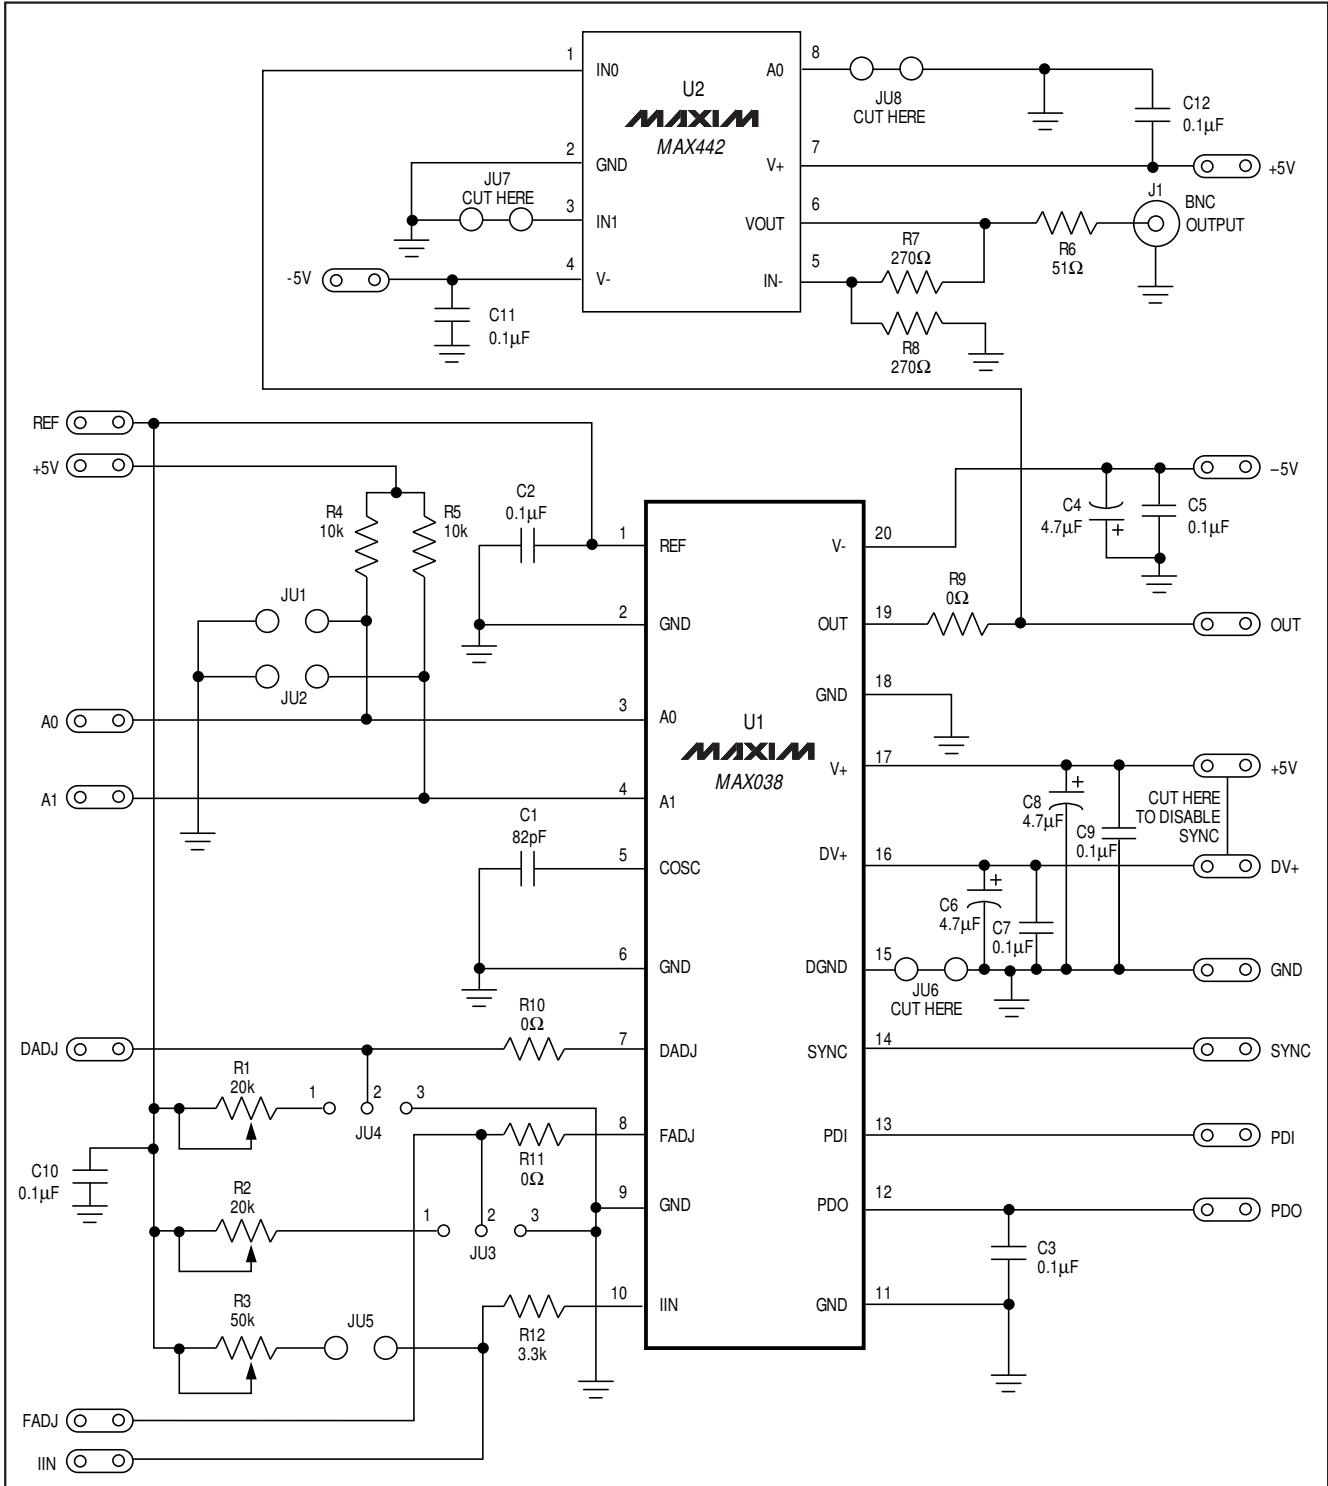 1
IN0
U2
MAXIM
MAX442
A0
8
JU8
CUT HERE
C12
0.1µF
2
GND
V+
7
+5V
JU7
CUT HERE
3
IN1
VOUT
6
J1
BNC
OUTPUT
R6
51Ω
R7
270Ω
-5V
4
V-
IN-
5
C11
0.1µF
R8
270Ω
REF
+5V
R4
10k
R5
10k
C2
0.1µF
1
REF
V-
20
C4
4.7µF
+
C5
0.1µF
–5V
JU1
2
GND
OUT
19
R9
0Ω
OUT
JU2
GND
18
A0
3
A0
U1
MAXIM
MAX038
V+
17
+5V
A1
4
A1
C8
4.7µF
+
C9
0.1µF
CUT HERE
TO DISABLE
SYNC
C1
82pF
5
COSC
DV+
16
DV+
C6
4.7µF
+
C7
0.1µF
6
GND
DGND
15
JU6
CUT HERE
GND
DADJ
R10
0Ω
7
DADJ
SYNC
14
SYNC
R1
20k
1
2
3
JU4
8
FADJ
PDI
13
PDI
R11
0Ω
C10
0.1µF
R2
20k
1
2
3
JU3
9
GND
PDO
12
PDO
C3
0.1µF
R3
50k
JU5
R12
3.3k
10
IIN
GND
11
FADJ
IIN